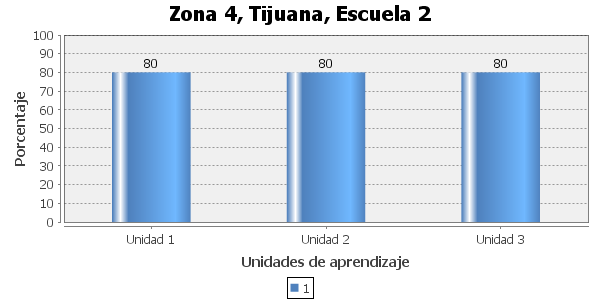 Zona 4, Tijuana, Escuela 2
Porcentaje
100
90
80
70
60
50
40
30
20
10
0
80 80 80
Unidad 1 Unidad 2 Unidad 3
Unidades de aprendizaje
1